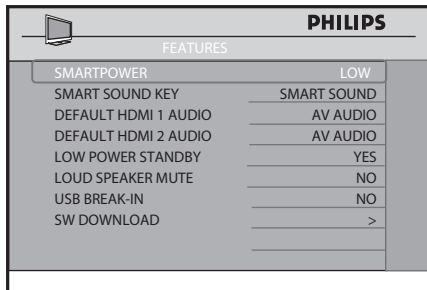 PHILIPS
FEATURES
SMARTPOWER LOW
SMART SOUND KEY SMART SOUND
DEFAULT HDMI 1 AUDIO AV AUDIO
DEFAULT HDMI 2 AUDIO AV AUDIO
LOW POWER STANDBY YES
LOUD SPEAKER MUTE NO
USB BREAK-IN NO
SW DOWNLOAD >